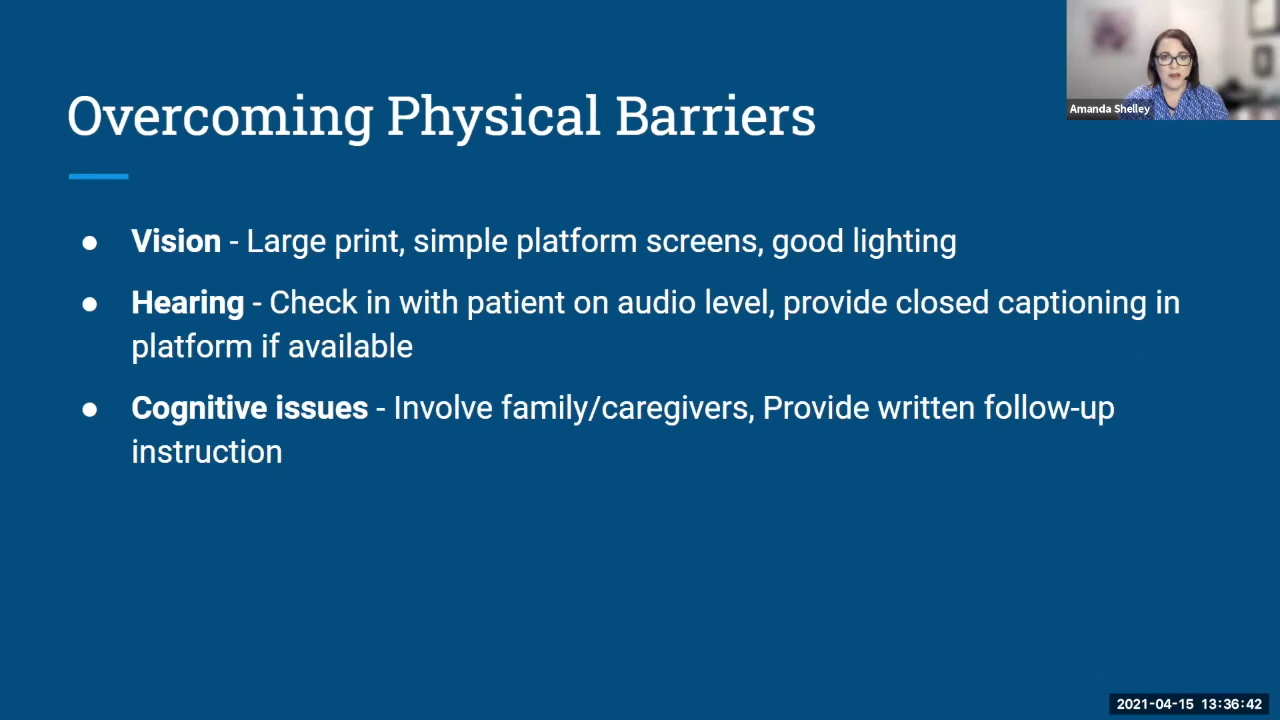 Amanda Shelley
Overcoming Physical Barriers
● Vision - Large print, simple platform screens, good lighting
● Hearing - Check in with patient on audio level, provide closed captioning in
platform if available
● Cognitive issues - Involve family/caregivers, Provide written follow-up
instruction
2021-04-15 13:36:42